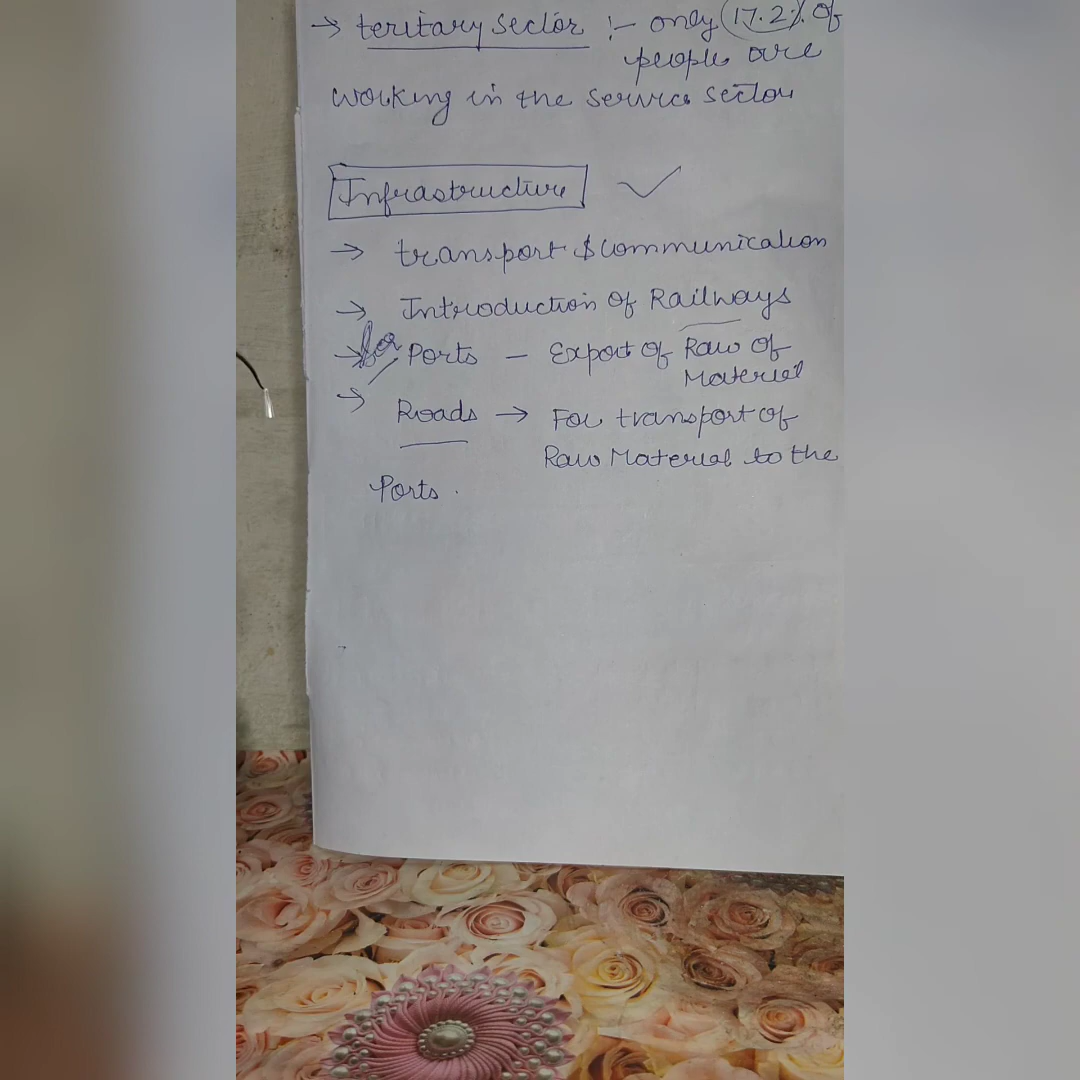 → teritary sector :- only (17.2%) of
people are
working in the service sector
Infrastructure ✓
→ transport & communication
→ Introduction of Railways
→ Ports – Export of Raw of
Material
→ Roads → For transport of
Raw Material to the
Ports.